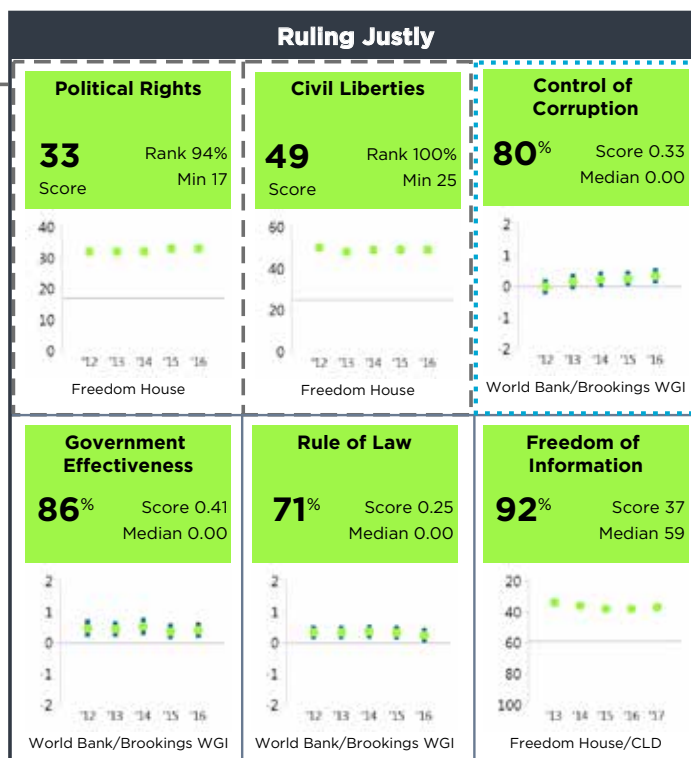 Ruling Justly
Political Rights
33
Score
Rank 94%
Min 17
40
30
20
10
0
'12 '13 '14 '15 '16
Freedom House
Civil Liberties
49
Score
Rank 100%
Min 25
60
40
20
0
'12 '13 '14 '15 '16
Freedom House
Control of
Corruption
80%
Score 0.33
Median 0.00
2
1
0
-1
-2
'12 '13 '14 '15 '16
World Bank/Brookings WGI
Government
Effectiveness
86%
Score 0.41
Median 0.00
2
1
0
-1
-2
'12 '13 '14 '15 '16
World Bank/Brookings WGI
Rule of Law
71%
Score 0.25
Median 0.00
2
1
0
-1
-2
'12 '13 '14 '15 '16
World Bank/Brookings WGI
Freedom of
Information
92%
Score 37
Median 59
20
40
60
80
100
'13 '14 '15 '16 '17
Freedom House/CLD